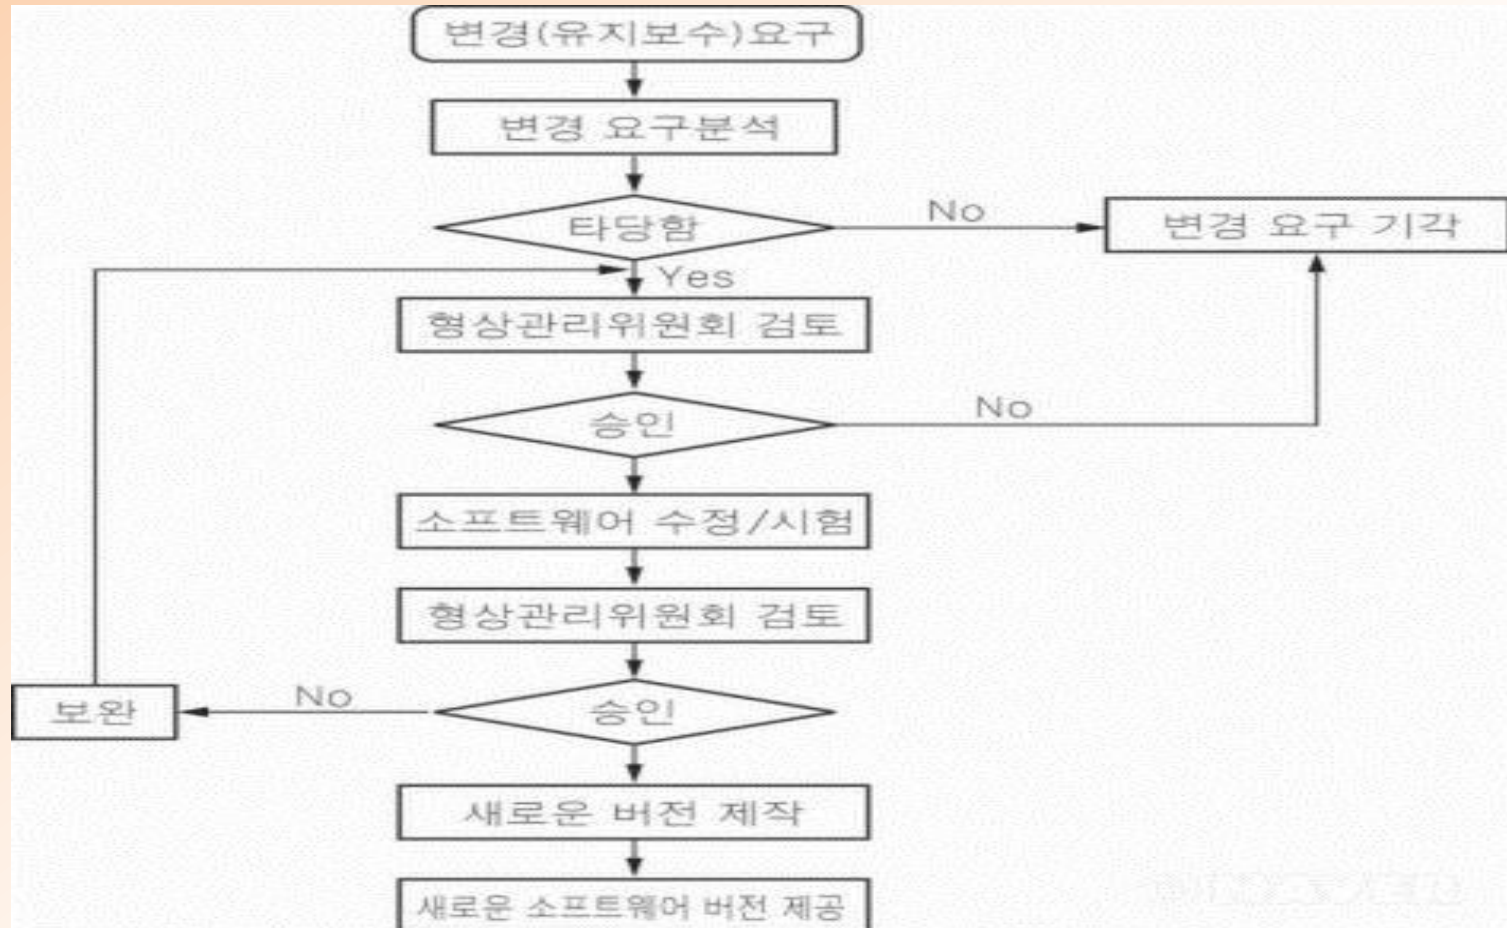 변경(유지보수)요구
변경 요구분석
타당함
No
변경 요구 기각
Yes
형상관리위원회 검토
승인
No
소프트웨어 수정/시험
형상관리위원회 검토
보완
No
승인
새로운 버전 제작
새로운 소프트웨어 버전 제공